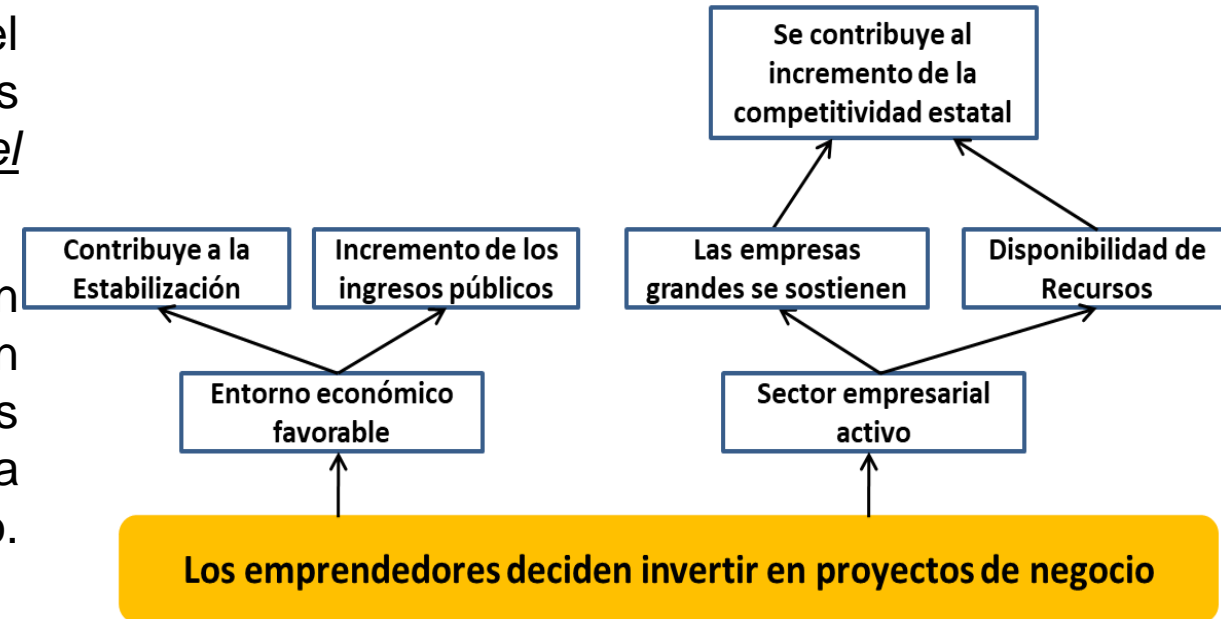 el
s
el
n
n
s
a
o.
Se contribuye al
incremento de la
competitividad estatal
Contribuye a la
Estabilización
Incremento de los
ingresos públicos
Las empresas
grandes se sostienen
Disponibilidad de
Recursos
Entorno económico
favorable
Sector empresarial
activo
Los emprendedores deciden invertir en proyectos de negocio